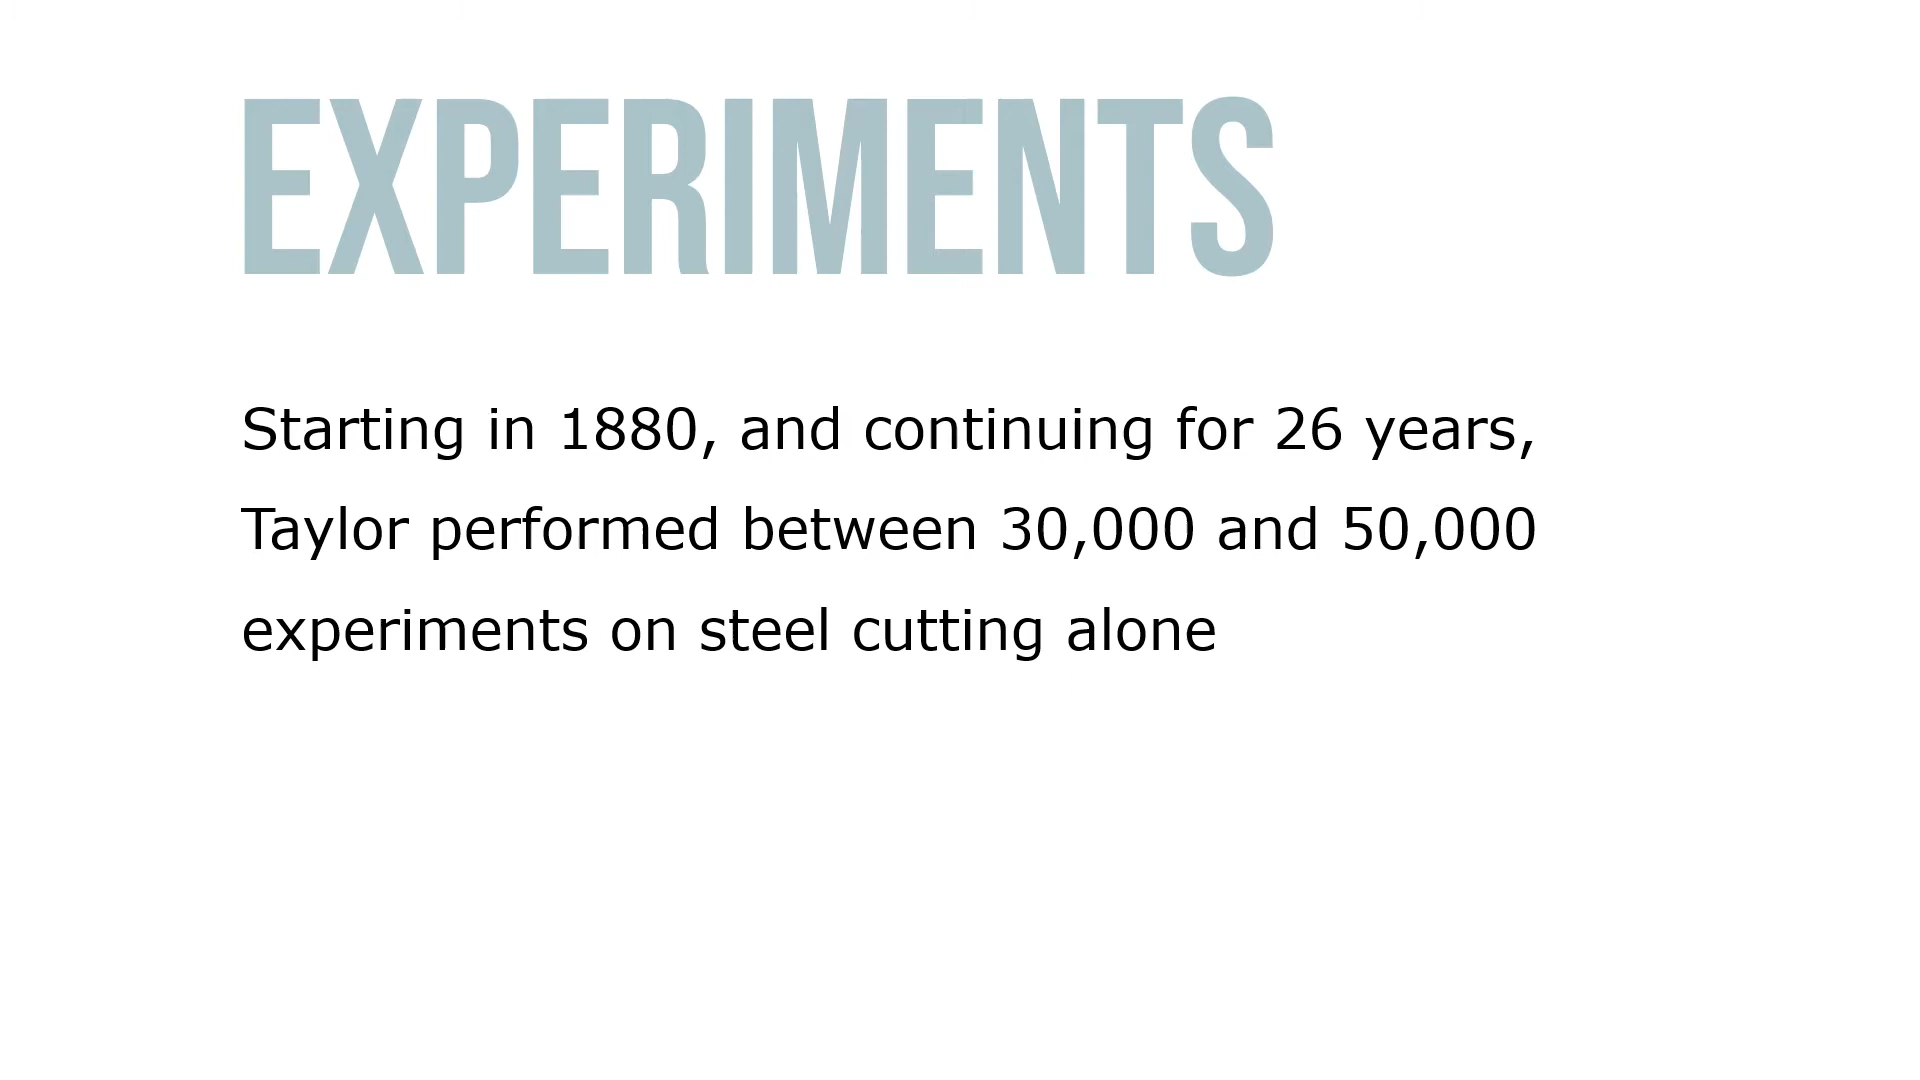 EXPERIMENTS
Starting in 1880, and continuing for 26 years,
Taylor performed between 30,000 and 50,000
experiments on steel cutting alone